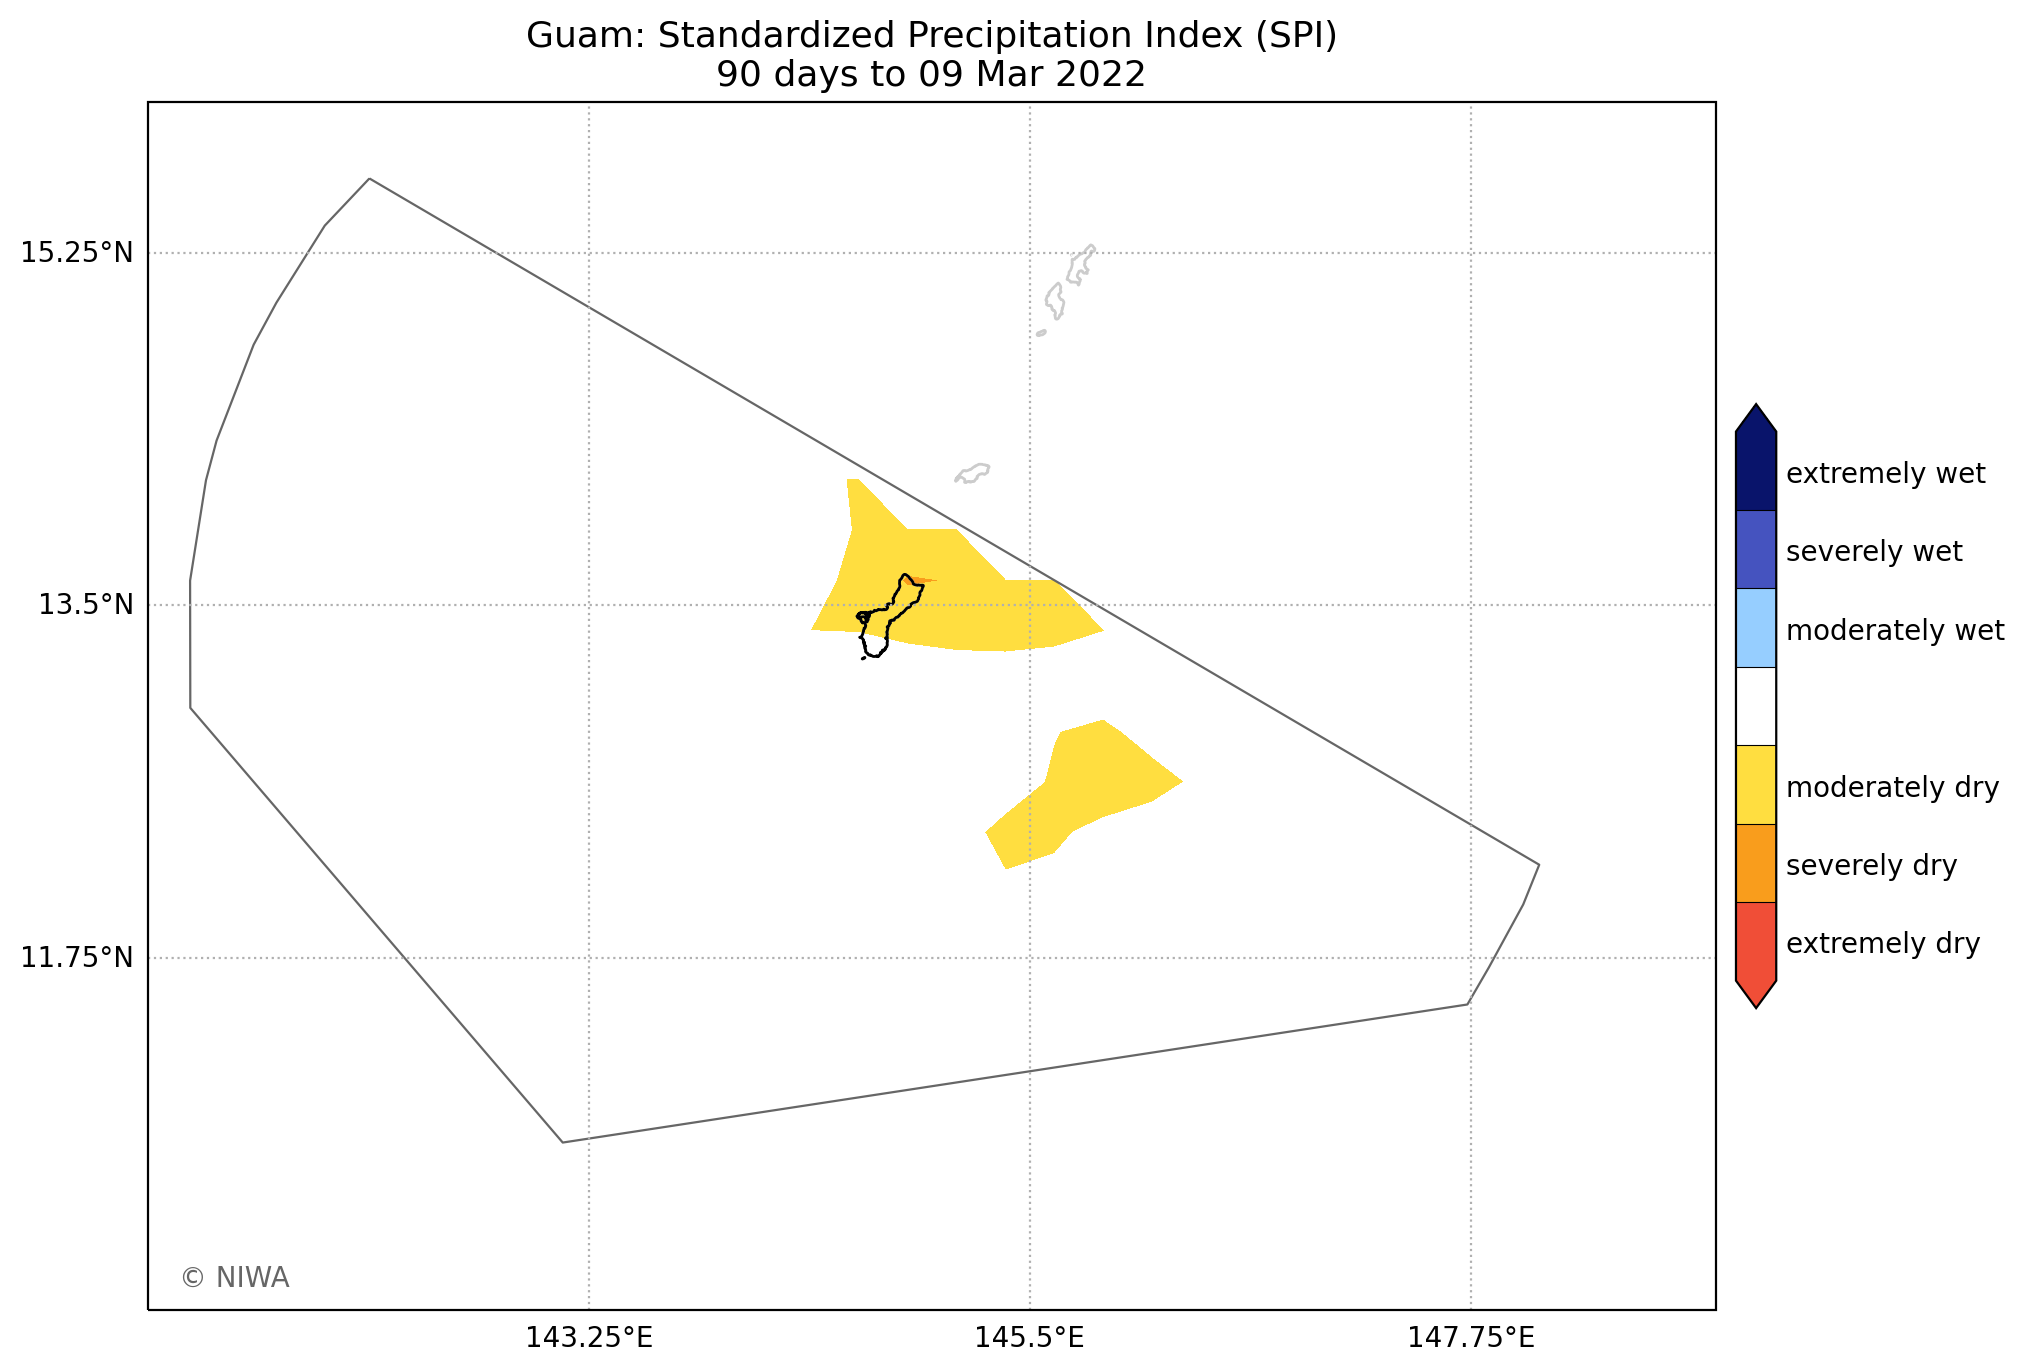 Guam: Standardized Precipitation Index (SPI)
90 days to 09 Mar 2022
15.25°N
13.5°N
11.75°N
143.25°E
145.5°E
147.75°E
extremely wet
severely wet
moderately wet
moderately dry
severely dry
extremely dry
© NIWA